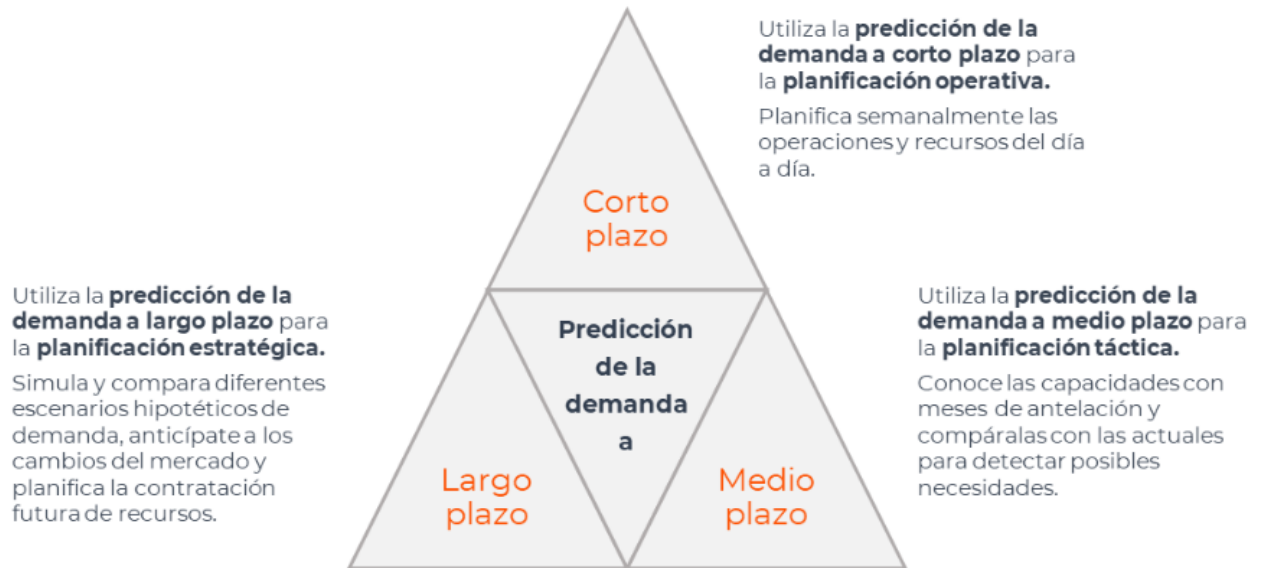 Utiliza la predicción de la
demanda a corto plazo para
la planificación operativa.
Planifica semanalmente las
operaciones y recursos del día
a día.
Corto
plazo
Utiliza la predicción de la
demanda a largo plazo para
la planificación estratégica.
Simula y compara diferentes
escenarios hipotéticos de
demanda, anticípate a los
cambios del mercado y
planifica la contratación
futura de recursos.
Predicción
de la
demanda
a
Largo
plazo
Medio
plazo
Utiliza la predicción de la
demanda a medio plazo para
la planificación táctica.
Conoce las capacidades con
meses de antelación y
compáralas con las actuales
para detectar posibles
necesidades.